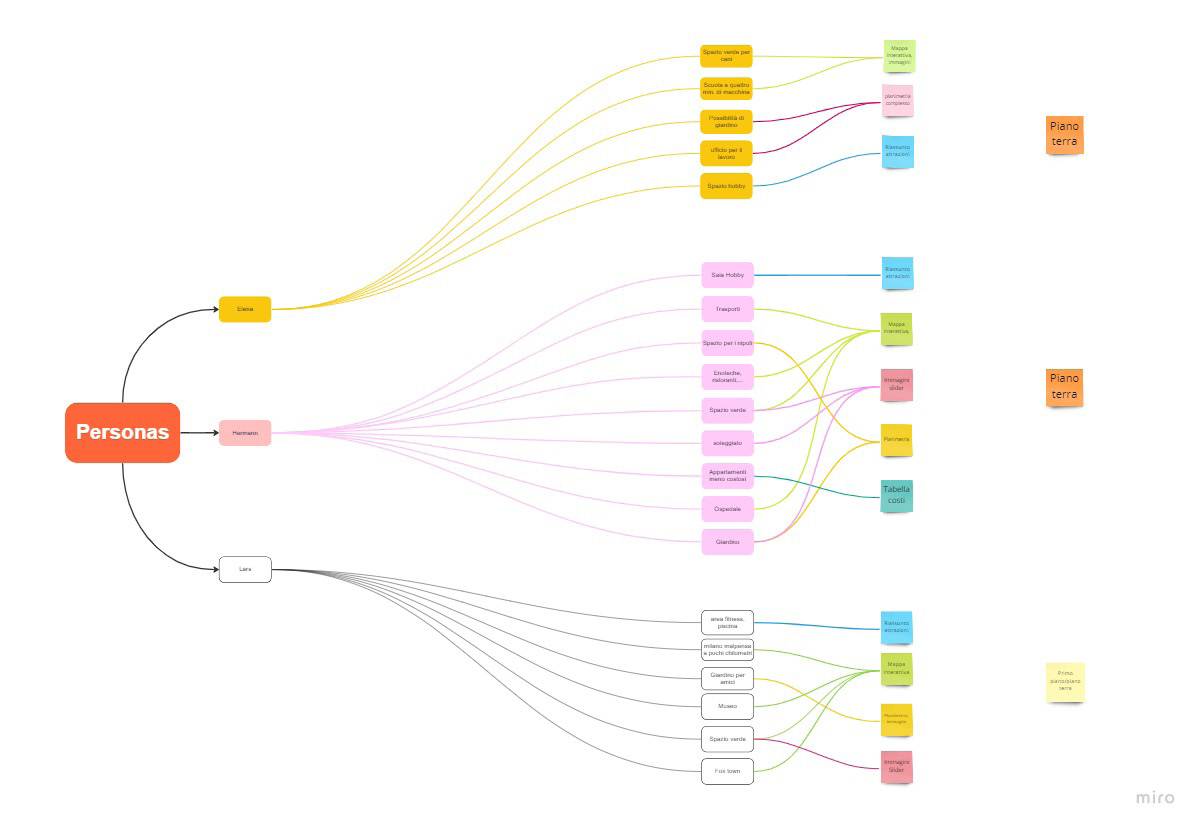 Spazio verde per
cani
Mappa
interattiva,
immagini
Scuola a quattro
min. di macchina
planimetria
complesso
Possibilità di
giardino
Piano
terra
ufficio per il
lavoro
Riassunto
attrazioni
Spazio hobby
Sala Hobby
Riassunto
attrazioni
Elena
Trasporti
Mappa
interattiva,
Spazio per i nipoti
Enoteche,
ristoranti,...
Immagini
slider
Piano
terra
Spazio verde
Personas
Hermann
soleggiato
Planimetria
Appartamenti
meno costosi
Tabella
costi
Ospedale
Giardino
Lara
area fitness,
piscina
Riassunto
attrazioni
milano malpensa
a pochi chilometri
Mappa
interattiva
Giardino per
amici
Primo
piano/piano
terra
Museo
Planimetria,
immagini
Spazio verde
Fox town
Immagini
Slider
miro